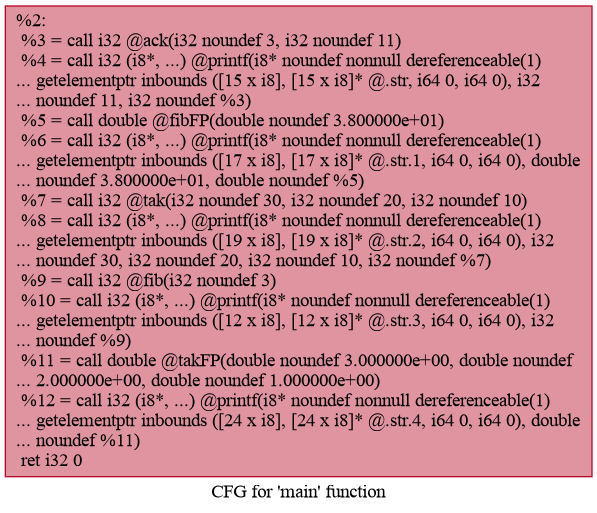 %2:
%3 = call i32 @ack(i32 noundef 3, i32 noundef 11)
%4 = call i32 (i8*, ...) @printf(i8* noundef nonnull dereferenceable(1)
... getelementptr inbounds ([15 x i8], [15 x i8]* @.str, i64 0, i64 0), i32
... noundef 11, i32 noundef %3)
%5 = call double @fibFP(double noundef 3.800000e+01)
%6 = call i32 (i8*, ...) @printf(i8* noundef nonnull dereferenceable(1)
... getelementptr inbounds ([17 x i8], [17 x i8]* @.str.1, i64 0, i64 0), double
... noundef 3.800000e+01, double noundef %5)
%7 = call i32 @tak(i32 noundef 30, i32 noundef 20, i32 noundef 10)
%8 = call i32 (i8*, ...) @printf(i8* noundef nonnull dereferenceable(1)
... getelementptr inbounds ([19 x i8], [19 x i8]* @.str.2, i64 0, i64 0), i32
... noundef 30, i32 noundef 20, i32 noundef 10, i32 noundef %7)
%9 = call i32 @fib(i32 noundef 3)
%10 = call i32 (i8*, ...) @printf(i8* noundef nonnull dereferenceable(1)
... getelementptr inbounds ([12 x i8], [12 x i8]* @.str.3, i64 0, i64 0), i32
... noundef %9)
%11 = call double @takFP(double noundef 3.000000e+00, double noundef
... 2.000000e+00, double noundef 1.000000e+00)
%12 = call i32 (i8*, ...) @printf(i8* noundef nonnull dereferenceable(1)
... getelementptr inbounds ([24 x i8], [24 x i8]* @.str.4, i64 0, i64 0), double
... noundef %11)
ret i32 0
CFG for 'main' function